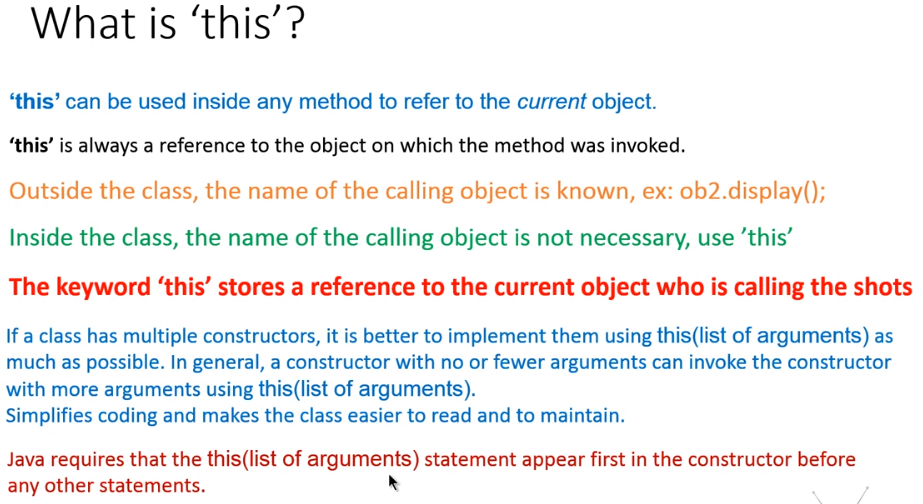 What is ‘this’?
‘this’ can be used inside any method to refer to the current object.
‘this’ is always a reference to the object on which the method was invoked.
Outside the class, the name of the calling object is known, ex: ob2.display();
Inside the class, the name of the calling object is not necessary, use ’this’
The keyword ‘this’ stores a reference to the current object who is calling the shots
If a class has multiple constructors, it is better to implement them using this(list of arguments) as
much as possible. In general, a constructor with no or fewer arguments can invoke the constructor
with more arguments using this(list of arguments).
Simplifies coding and makes the class easier to read and to maintain.
Java requires that the this(list of arguments) statement appear first in the constructor before
any other statements.